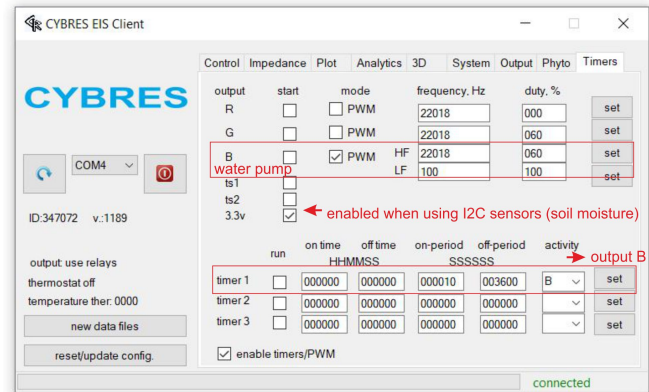 CYBRES EIS Client
Control Impedance Plot Analytics 3D System Output Phyto Timers
CYBRES
output start mode frequency, Hz duty, %
R PWM 22018 000 set
G PWM 22018 060 set
B PWM HF 22018 060 set
water pump LF 100 100 set
ts1
ts2
3.3v enabled when using I2C sensors (soil moisture)
COM4
ID:347072 v.:1189
on time off time on-period off-period activity
run HHMMSS SSSSSS output B
output: use relays
thermostat off
temperature ther: 0000
timer 1 000000 000000 000010 003600 B set
timer 2 000000 000000 000000 000000 set
timer 3 000000 000000 000000 000000 set
new data files
reset/update config.
enable timers/PWM
connected